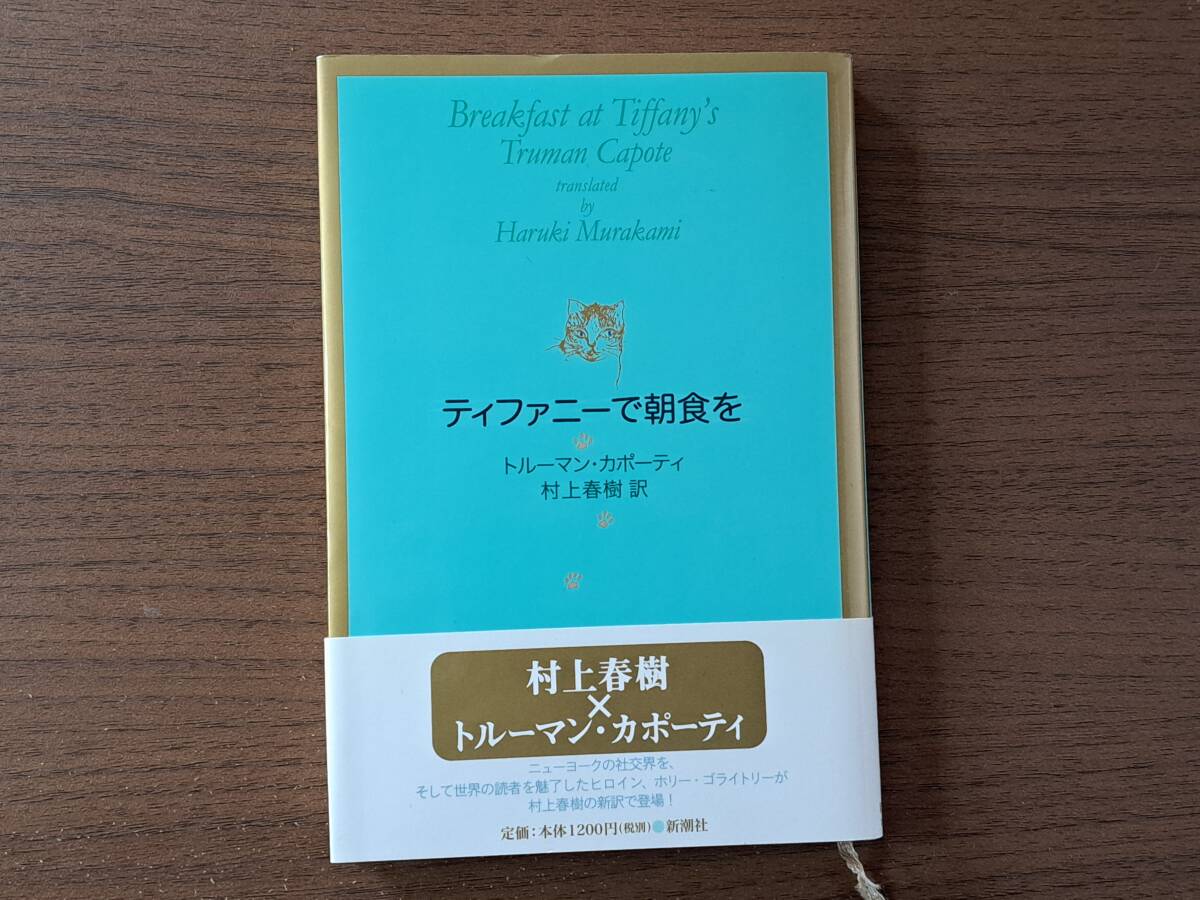 Breakfast at Tiffany's
Truman Capote
translated
by
Haruki Murakami
ティファニーで朝食を
トルーマン・カポーティ
村上春樹 訳
村上春樹
×
トルーマン・カポーティ
ニューヨークの社交界を、
そして世界の読者を魅了したヒロイン、ホリー・ゴライトリーが
村上春樹の新訳で登場！
定価：本体1200円（税別）●新潮社